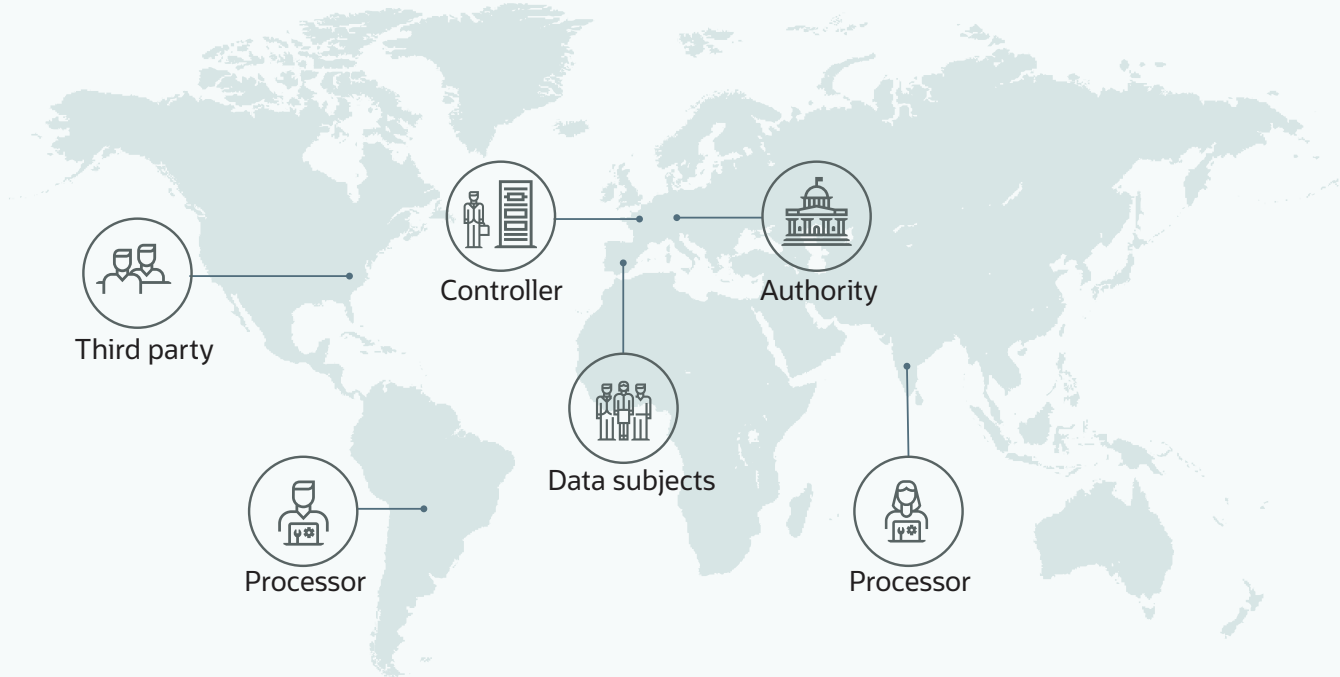 Controller
Authority
Third party
Data subjects
Processor
Processor